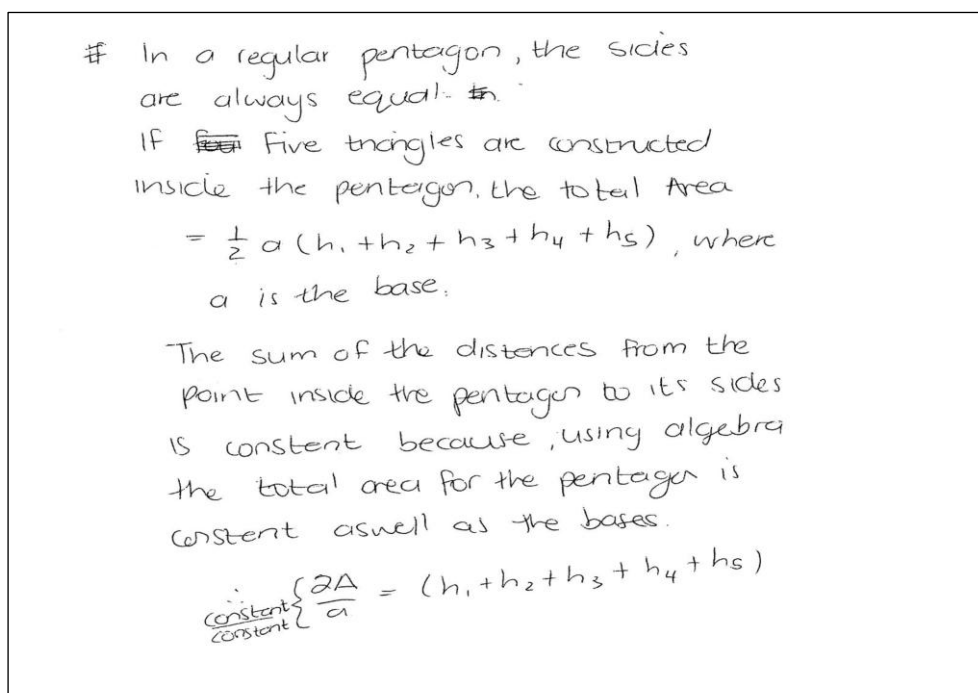 # In a regular pentagon, the sides
are always equal.
If five triangles are constructed
inside the pentagon, the total Area
= 1/2 a (h₁ + h₂ + h₃ + h₄ + h₅), where
a is the base.
The sum of the distences from the
point inside the pentagon to its sides
is constent because, using algebra
the total area for the pentagon is
constent aswell as the bases.
∴ constant/constant { 2A/a = (h₁ + h₂ + h₃ + h₄ + h₅)